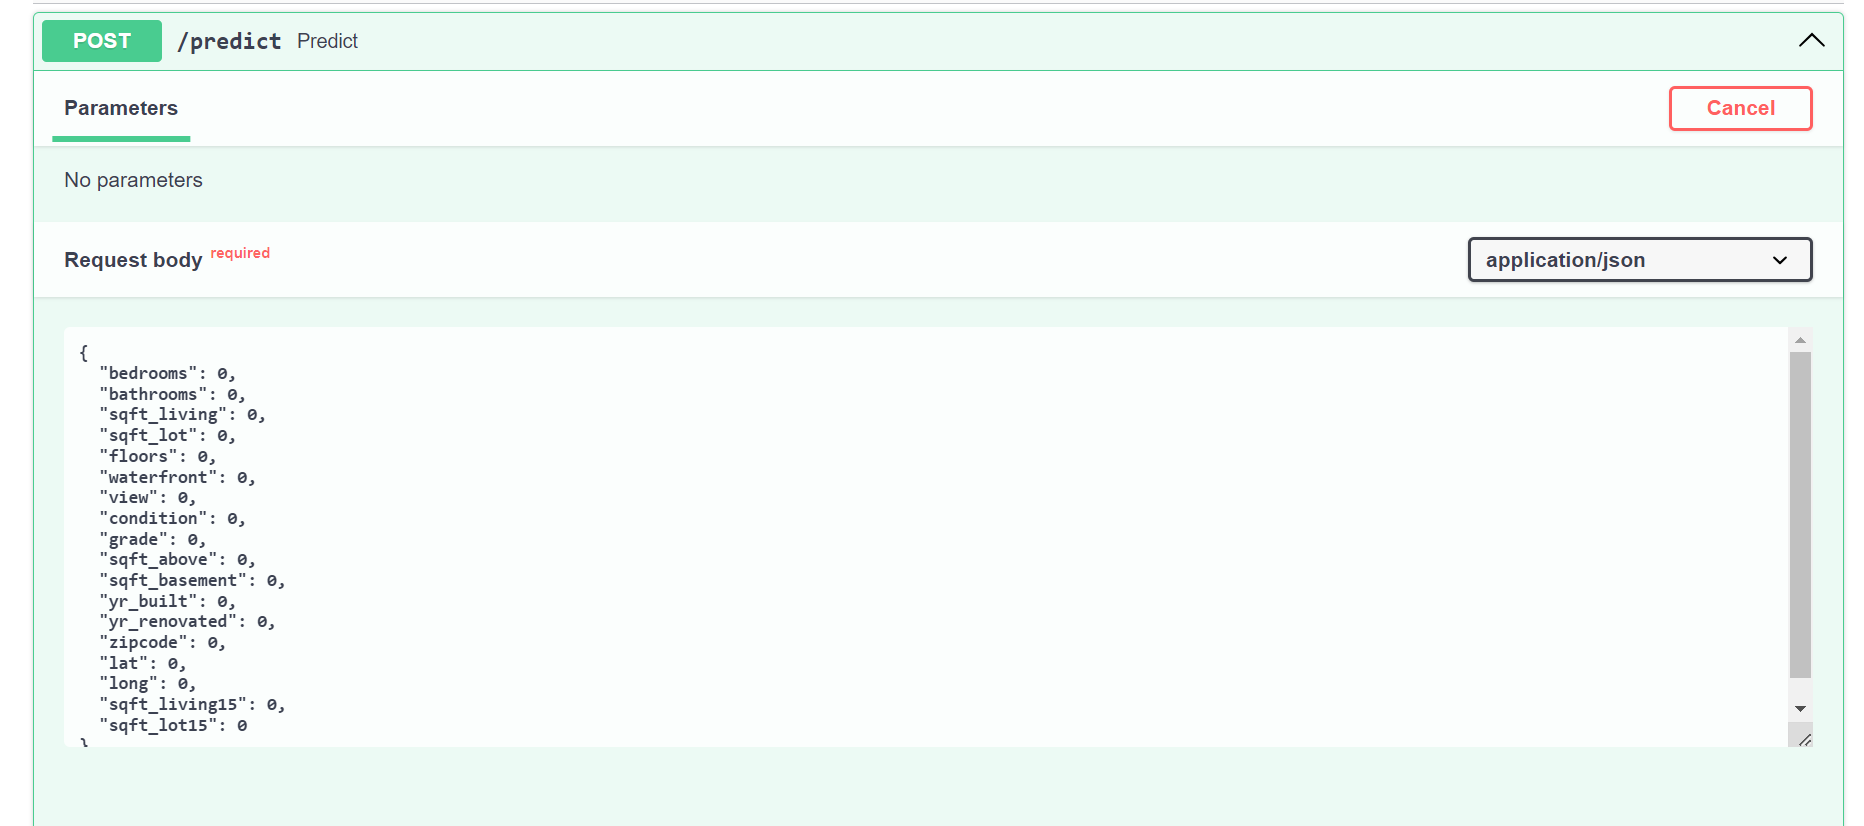 POST /predict Predict
Parameters
Cancel
No parameters
Request body required
application/json
{
  "bedrooms": 0,
  "bathrooms": 0,
  "sqft_living": 0,
  "sqft_lot": 0,
  "floors": 0,
  "waterfront": 0,
  "view": 0,
  "condition": 0,
  "grade": 0,
  "sqft_above": 0,
  "sqft_basement": 0,
  "yr_built": 0,
  "yr_renovated": 0,
  "zipcode": 0,
  "lat": 0,
  "long": 0,
  "sqft_living15": 0,
  "sqft_lot15": 0
}